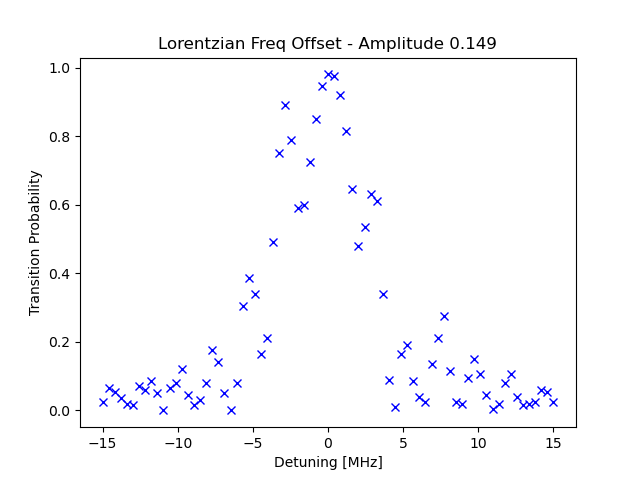 Lorentzian Freq Offset - Amplitude 0.149
1.0
0.8
0.6
0.4
0.2
0.0
Transition Probability
−15 −10 −5 0 5 10 15
Detuning [MHz]